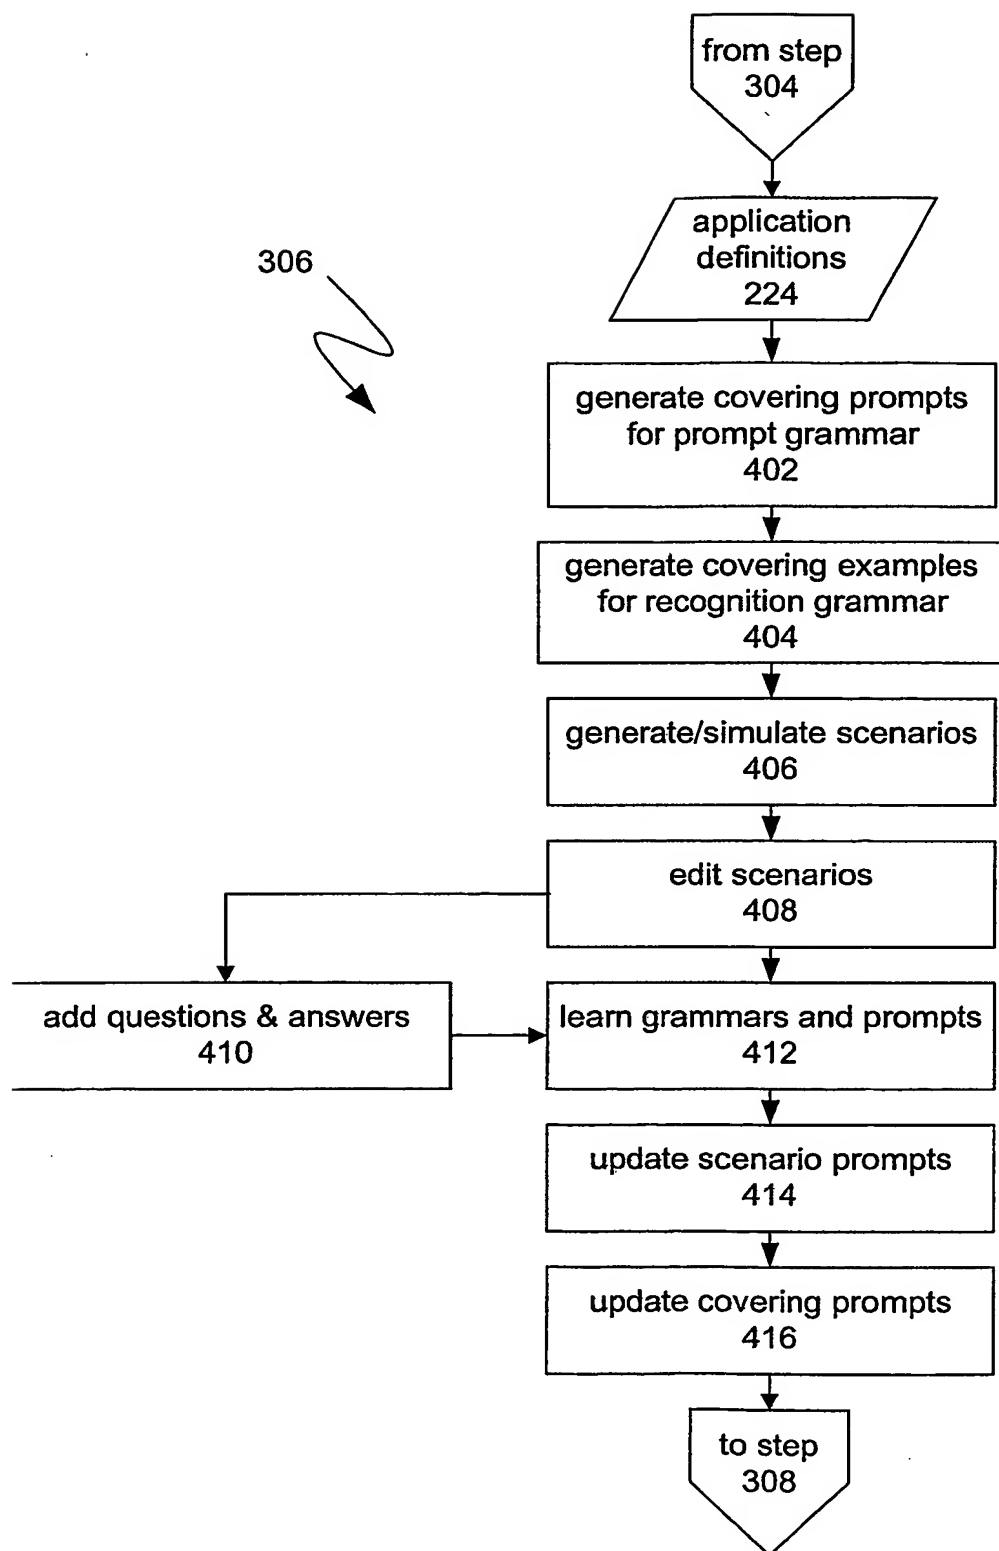 from step
304
application
definitions
224
306
generate covering prompts
for prompt grammar
402
generate covering examples
for recognition grammar
404
generate/simulate scenarios
406
edit scenarios
408
add questions & answers
410
learn grammars and prompts
412
update scenario prompts
414
update covering prompts
416
to step
308